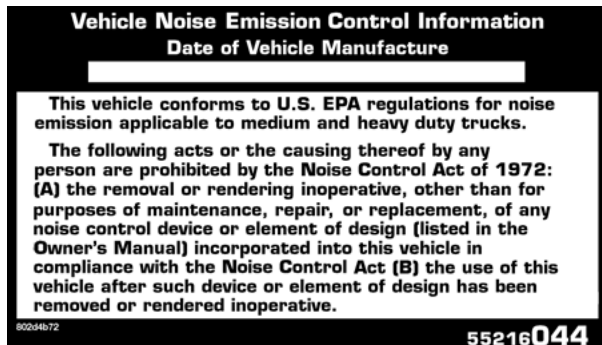 Vehicle Noise Emission Control Information
Date of Vehicle Manufacture
This vehicle conforms to U.S. EPA regulations for noise
emission applicable to medium and heavy duty trucks.
The following acts or the causing thereof by any
person are prohibited by the Noise Control Act of 1972:
(A) the removal or rendering inoperative, other than for
purposes of maintenance, repair, or replacement, of any
noise control device or element of design (listed in the
Owner's Manual) incorporated into this vehicle in
compliance with the Noise Control Act (B) the use of this
vehicle after such device or element of design has been
removed or rendered inoperative.
802d4b72
55216044